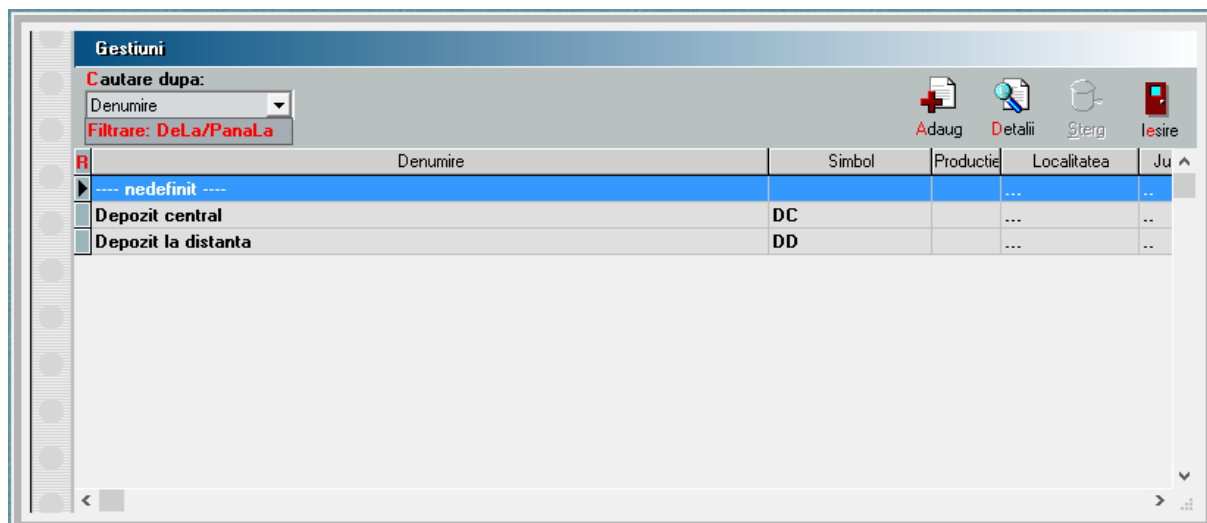 Gestiuni
Cautare dupa:
Denumire
Filtrare: DeLa/PanaLa
Adaug Detalii Sterg Iesire
R Denumire Simbol Productie Localitatea Ju
---- nedefinit ---- ... ..
Depozit central DC ... ..
Depozit la distanta DD ... ..